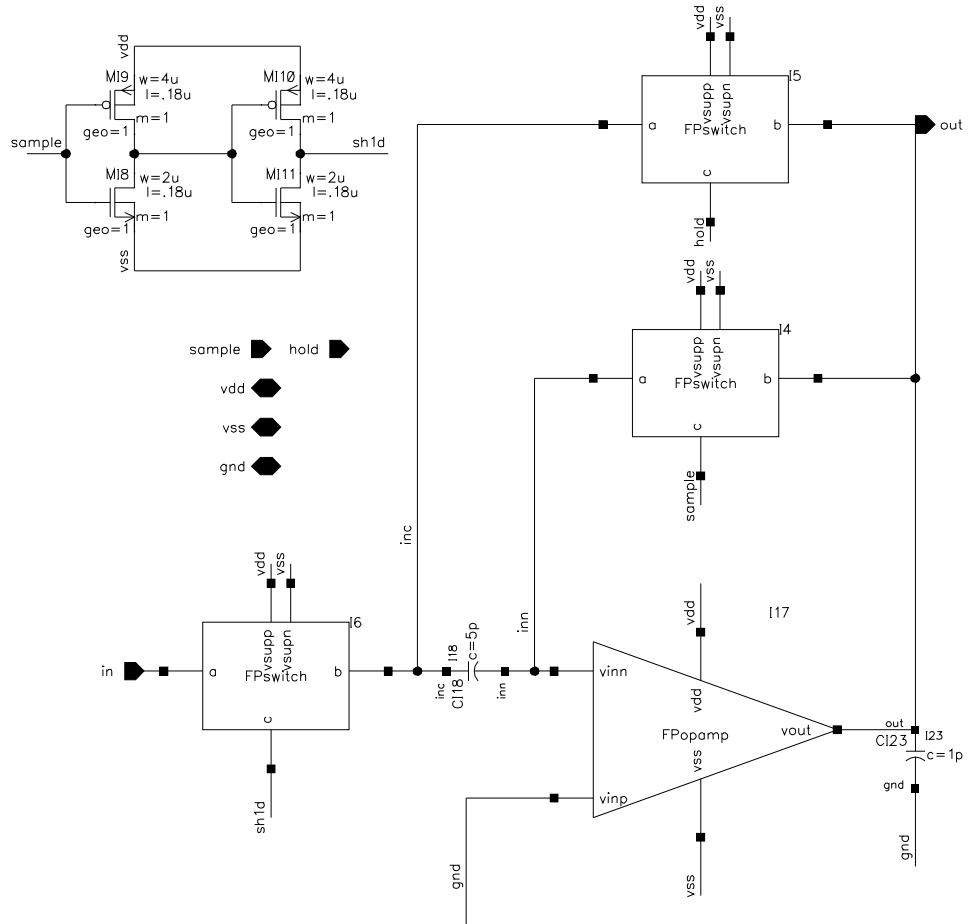 vdd
MI9
w=4u
l=.18u
m=1
geo=1
MI10
w=4u
l=.18u
m=1
geo=1
sample
sh1d
MI8
w=2u
l=.18u
m=1
geo=1
MI11
w=2u
l=.18u
m=1
geo=1
vss
vdd
vss
I5
vsupp
vsupn
a
FPswitch
b
c
out
hold
vdd
vss
I4
vsupp
vsupn
a
FPswitch
b
c
sample
sample
hold
vdd
vss
gnd
inc
inn
vdd
vss
I6
in
vsupp
vsupn
a
FPswitch
b
c
sh1d
inc
I18
CI18
c=5p
inn
I17
vdd
vinn
vdd
FPopamp
vout
vss
vinp
vss
gnd
out
CI23
I23
c=1p
gnd
gnd